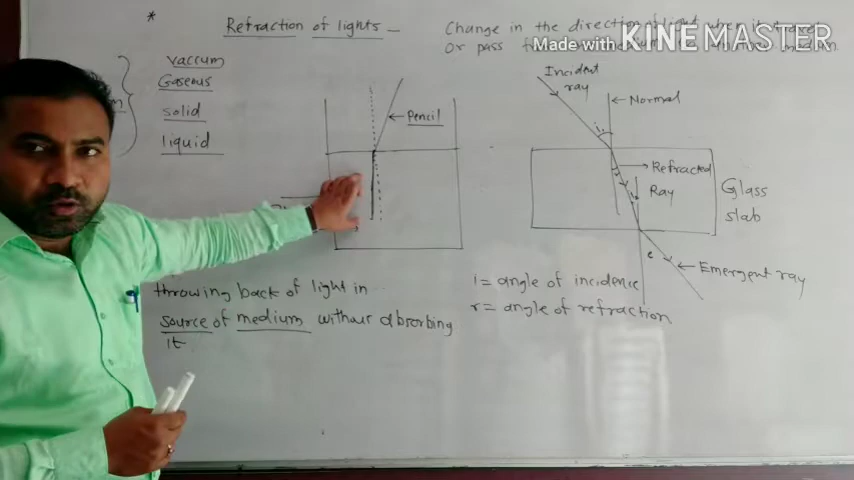 * Refraction of lights — Change in the direction of light when it travel
Or pass
Made with KINEMASTER
vaccum
Gaseous
solid
liquid
Pencil
Incident
ray
Normal
i
Refracted
Ray
r
Glass
slab
e
Emergent ray
throwing back of light in
source of medium without absorbing
it
i = angle of incidence
r = angle of refraction